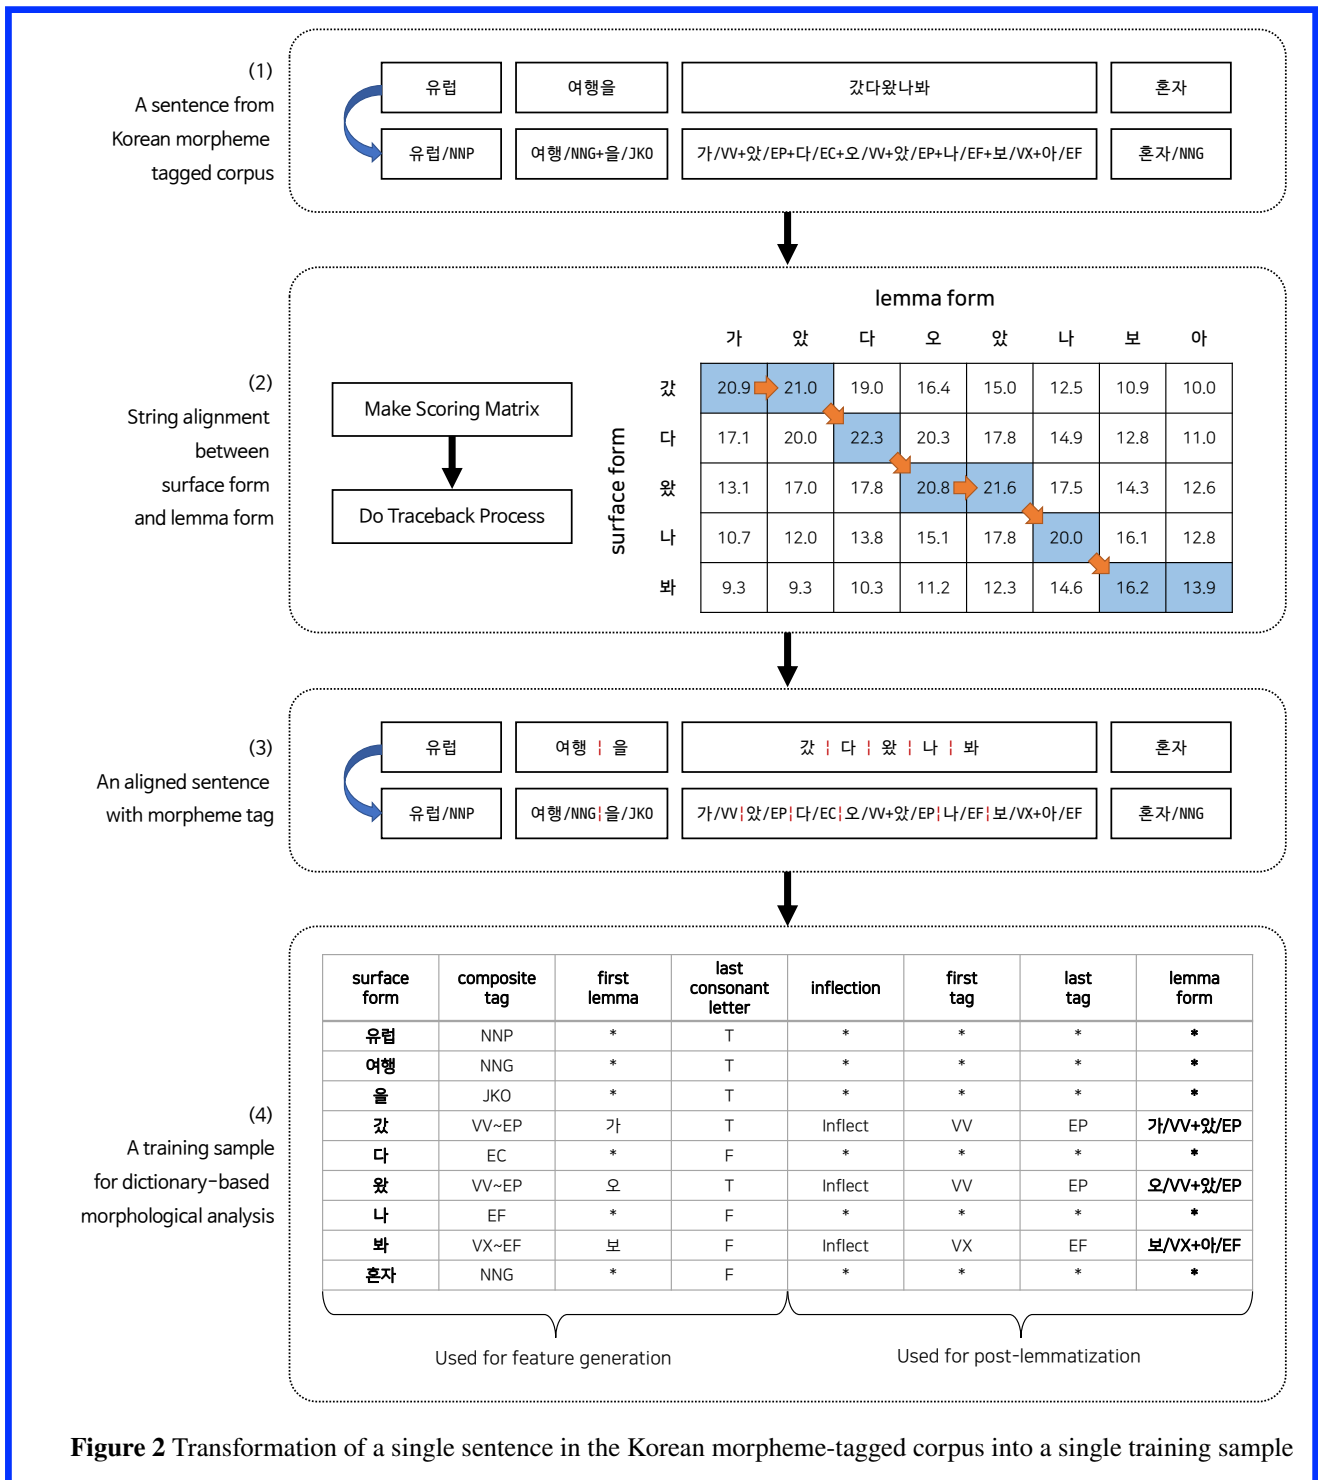 (1)
A sentence from
Korean morpheme
tagged corpus
유럽 여행을 갔다왔나봐 혼자
유럽/NNP 여행/NNG+을/JKO 가/VV+았/EP+다/EC+오/VV+았/EP+나/EF+보/VX+아/EF 혼자/NNG
(2)
String alignment
between
surface form
and lemma form
Make Scoring Matrix
Do Traceback Process
lemma form
surface form
가 았 다 오 았 나 보 아
갔 20.9 21.0 19.0 16.4 15.0 12.5 10.9 10.0
다 17.1 20.0 22.3 20.3 17.8 14.9 12.8 11.0
왔 13.1 17.0 17.8 20.8 21.6 17.5 14.3 12.6
나 10.7 12.0 13.8 15.1 17.8 20.0 16.1 12.8
봐 9.3 9.3 10.3 11.2 12.3 14.6 16.2 13.9
(3)
An aligned sentence
with morpheme tag
유럽 여행 ¦ 을 갔 ¦ 다 ¦ 왔 ¦ 나 ¦ 봐 혼자
유럽/NNP 여행/NNG¦을/JKO 가/VV¦았/EP¦다/EC¦오/VV+았/EP¦나/EF¦보/VX+아/EF 혼자/NNG
(4)
A training sample
for dictionary-based
morphological analysis
surface form composite tag first lemma last consonant letter inflection first tag last tag lemma form
유럽 NNP * T * * * *
여행 NNG * T * * * *
을 JKO * T * * * *
갔 VV~EP 가 T Inflect VV EP 가/VV+았/EP
다 EC * F * * * *
왔 VV~EP 오 T Inflect VV EP 오/VV+았/EP
나 EF * F * * * *
봐 VX~EF 보 F Inflect VX EF 보/VX+아/EF
혼자 NNG * F * * * *
Used for feature generation
Used for post-lemmatization
Figure 2 Transformation of a single sentence in the Korean morpheme-tagged corpus into a single training sample